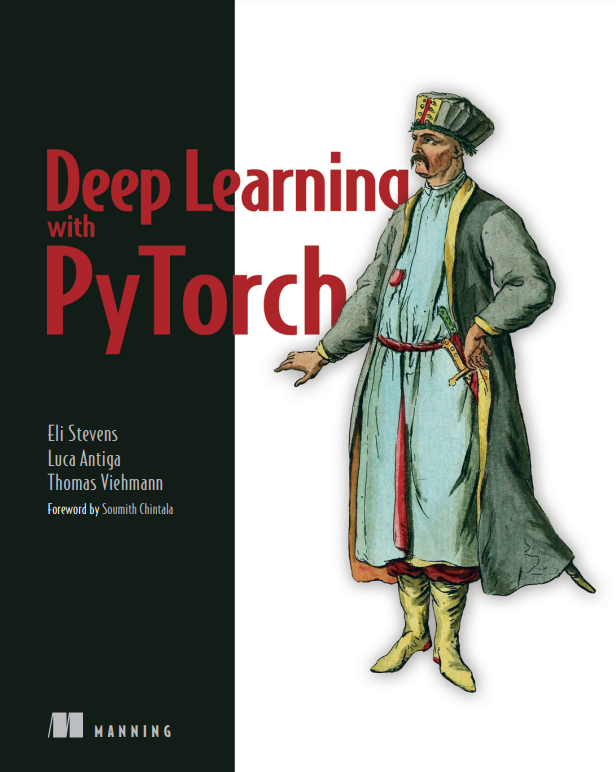 Deep Learning
with
PyTorch
Eli Stevens
Luca Antiga
Thomas Viehmann
Foreword by Soumith Chintala
MANNING